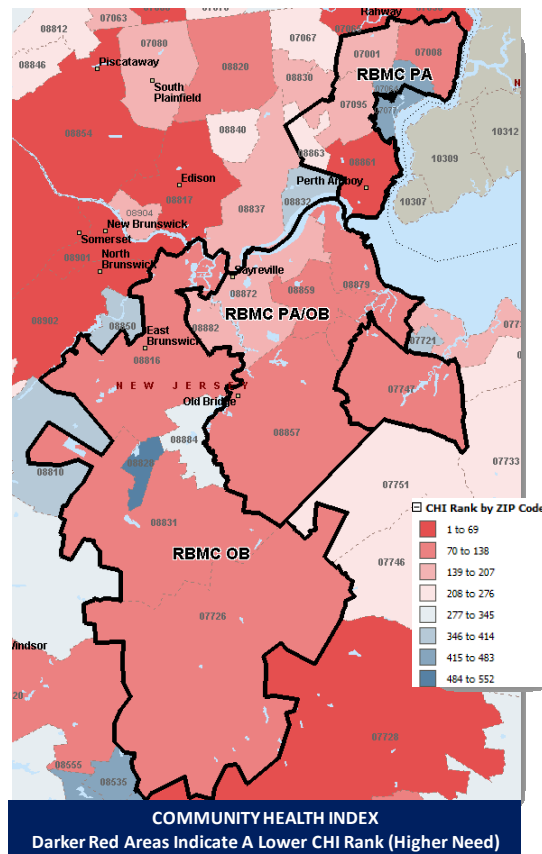 07063
Rahway
08812
07080
07067
08846
Piscataway
08820
07001
07008
RBMC PA
South
Plainfield
08830
07095
08854
08840
10312
08863
08861
10309
Edison
Perth Amboy
08817
08837
08832
10307
08904
New Brunswick
Somerset
08901
North
Brunswick
Sayreville
08872
08859
08879
RBMC PA/OB
08902
08850
East
Brunswick
08882
07721
08816
NEW JERSEY
07747
Old Bridge
08857
08884
07733
08810
08828
07751
08831
CHI Rank by ZIP Code
1 to 69
70 to 138
139 to 207
208 to 276
277 to 345
346 to 414
415 to 483
484 to 552
RBMC OB
07746
07726
Windsor
07728
08555
08535
COMMUNITY HEALTH INDEX
Darker Red Areas Indicate A Lower CHI Rank (Higher Need)